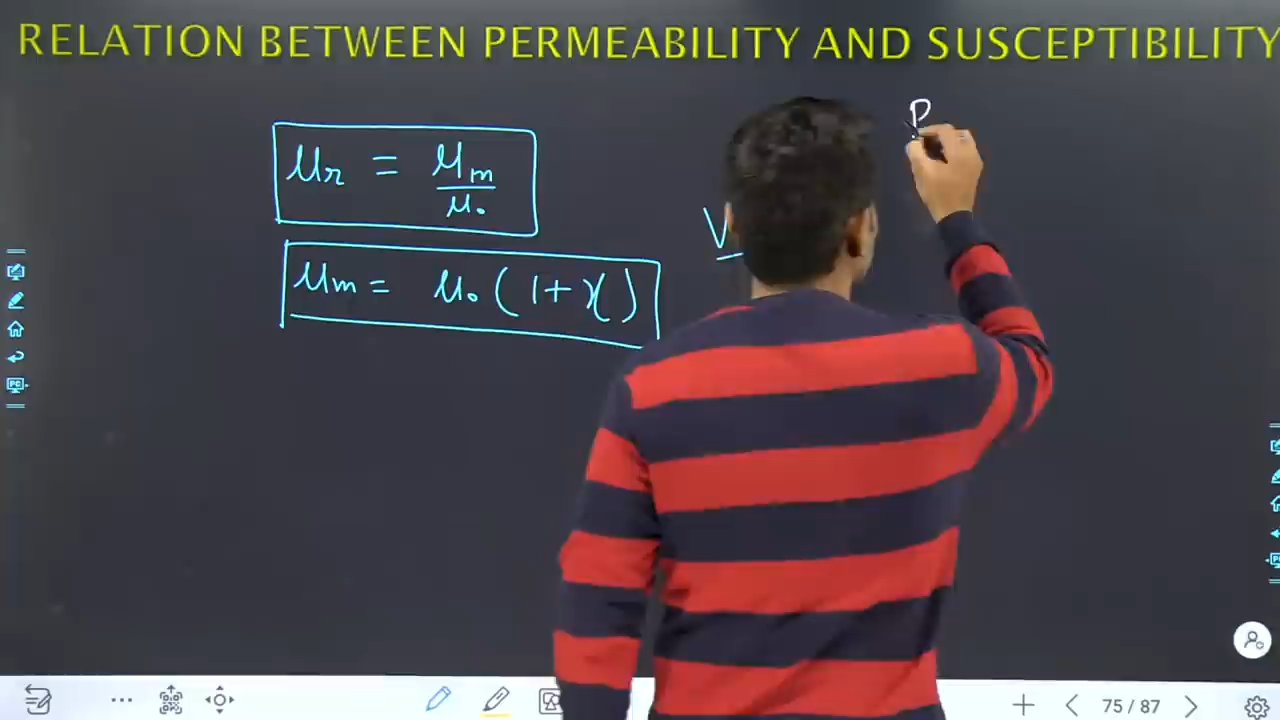 RELATION BETWEEN PERMEABILITY AND SUSCEPTIBILITY
μr = μm/μ₀
μm = μ₀ (1+χ)
V
P
75 / 87